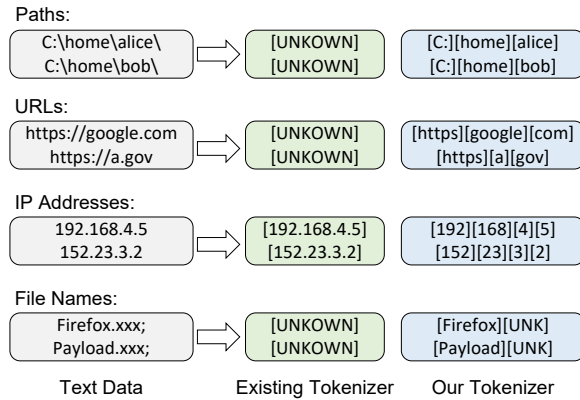 Paths:
C:\home\alice\ [UNKOWN] [C:][home][alice]
C:\home\bob\ [UNKOWN] [C:][home][bob]
URLs:
https://google.com [UNKOWN] [https][google][com]
https://a.gov [UNKOWN] [https][a][gov]
IP Addresses:
192.168.4.5 [192.168.4.5] [192][168][4][5]
152.23.3.2 [152.23.3.2] [152][23][3][2]
File Names:
Firefox.xxx; [UNKOWN] [Firefox][UNK]
Payload.xxx; [UNKOWN] [Payload][UNK]
Text Data Existing Tokenizer Our Tokenizer